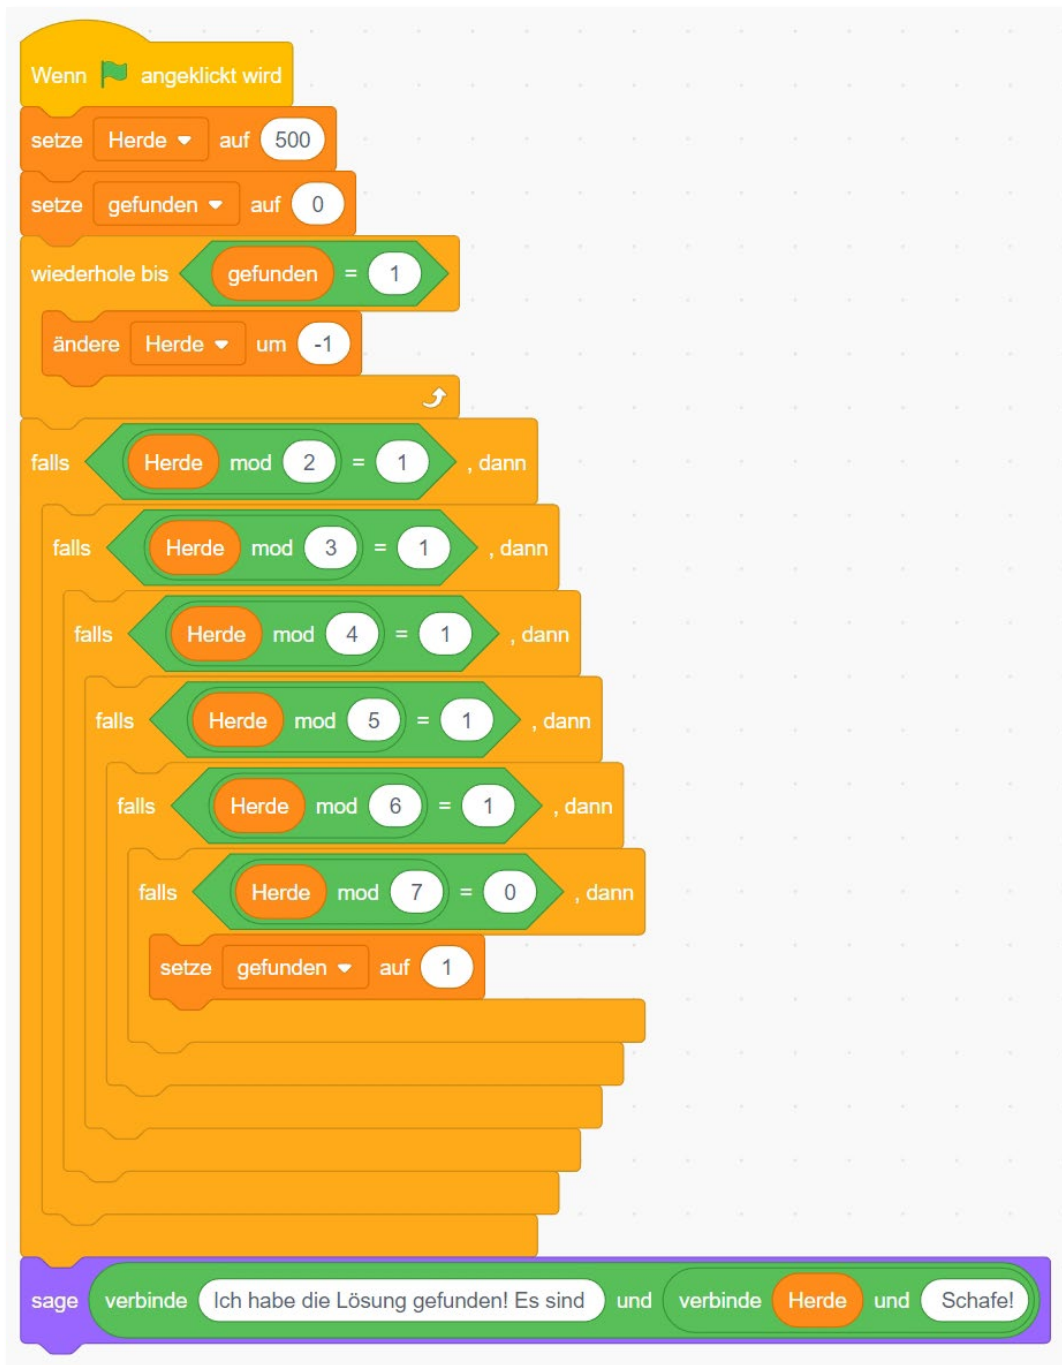 Wenn angeklickt wird
setze Herde auf 500
setze gefunden auf 0
wiederhole bis gefunden = 1
ändere Herde um -1
falls Herde mod 2 = 1 , dann
falls Herde mod 3 = 1 , dann
falls Herde mod 4 = 1 , dann
falls Herde mod 5 = 1 , dann
falls Herde mod 6 = 1 , dann
falls Herde mod 7 = 0 , dann
setze gefunden auf 1
sage verbinde Ich habe die Lösung gefunden! Es sind und verbinde Herde und Schafe!